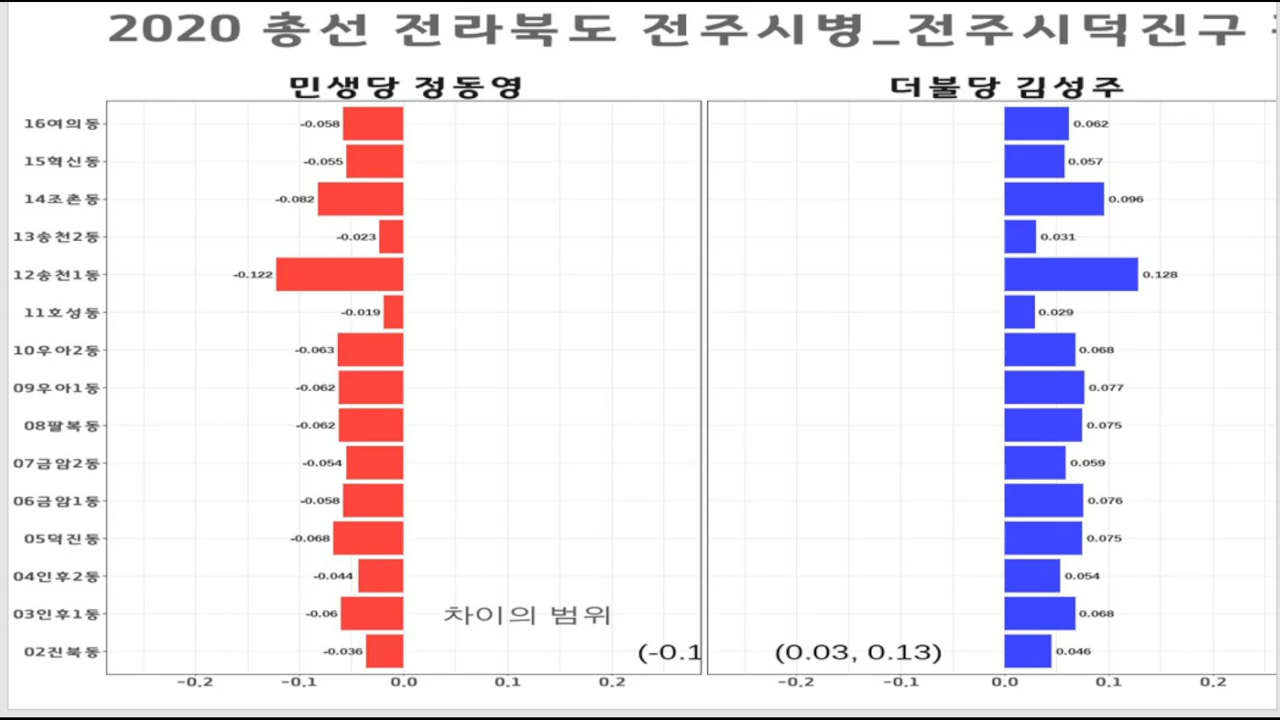 2020 총선 전라북도 전주시병_전주시덕진구
민생당 정동영
더불당 김성주
16여의동 -0.058 0.062
15혁신동 -0.055 0.057
14조촌동 -0.082 0.096
13송천2동 -0.023 0.031
12송천1동 -0.122 0.128
11호성동 -0.019 0.029
10우아2동 -0.063 0.068
09우아1동 -0.062 0.077
08팔복동 -0.062 0.075
07금암2동 -0.054 0.059
06금암1동 -0.058 0.076
05덕진동 -0.068 0.075
04인후2동 -0.044 0.054
03인후1동 -0.06 차이의 범위 0.068
02진북동 -0.036 (-0.1 (0.03, 0.13) 0.046
-0.2 -0.1 0.0 0.1 0.2 -0.2 -0.1 0.0 0.1 0.2